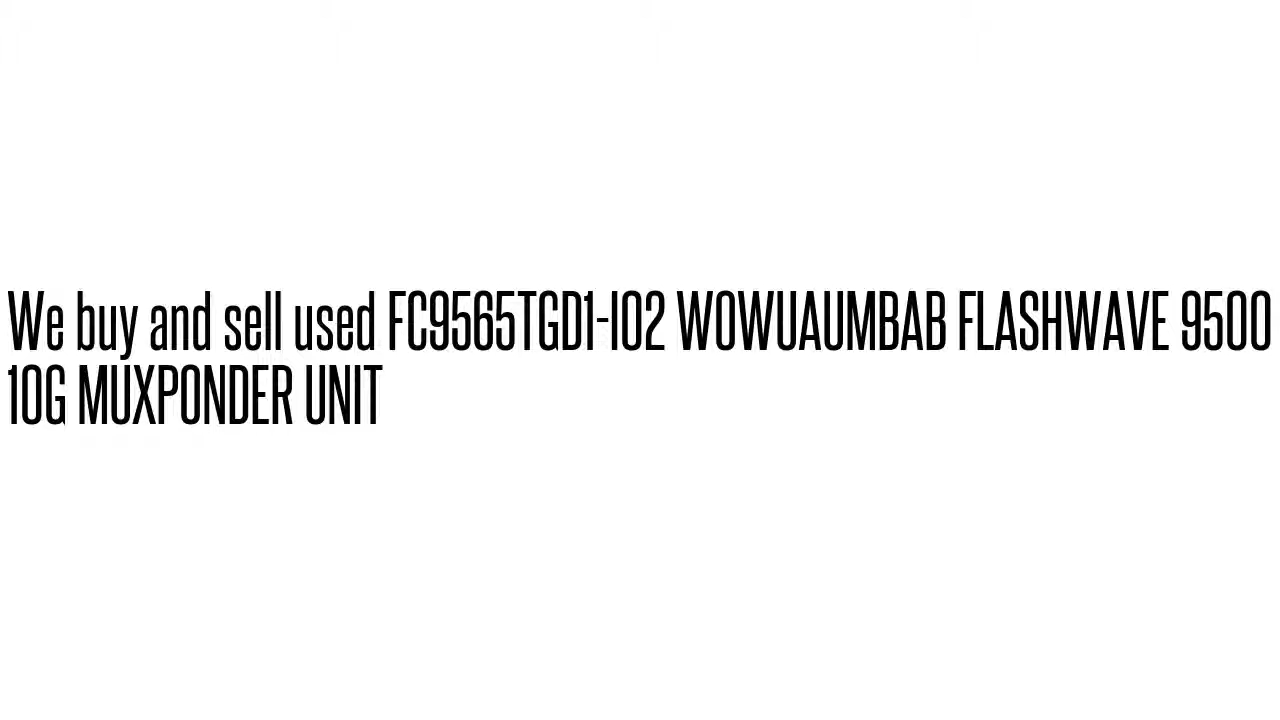 We buy and sell used FC9565TGD1-I02 WOWUAUMBAB FLASHWAVE 9500
10G MUXPONDER UNIT